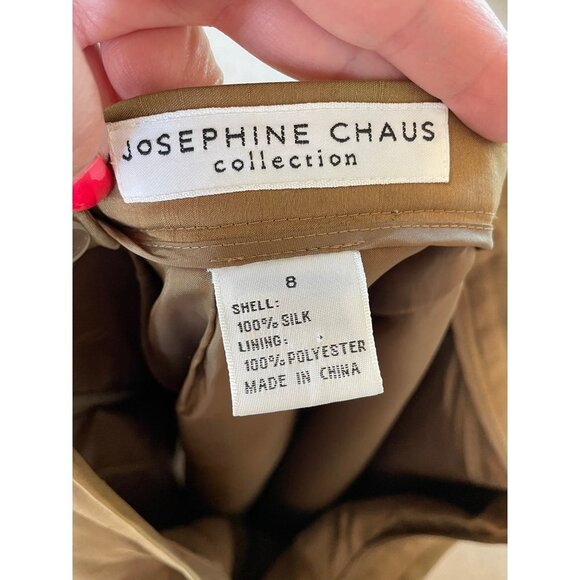 JoSEPHINE CHAUS
collection
8
SHELL:
100% SILK
LINING:
100% POLYESTER
MADE IN CHINA